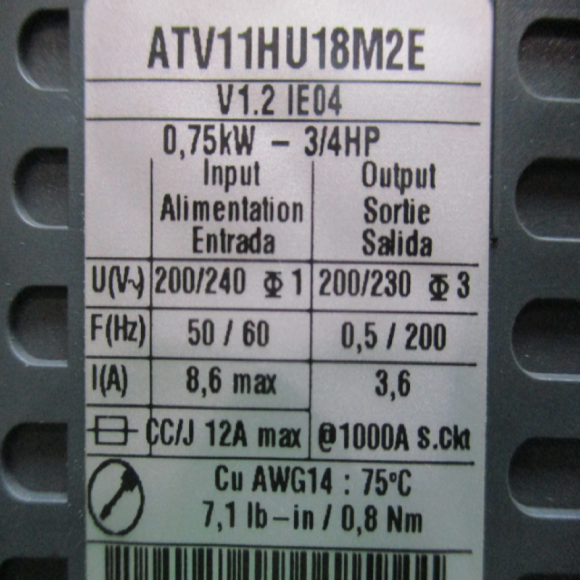 ATV11HU18M2E
V1.2 IE04
0,75kW – 3/4HP
Input Output
Alimentation Sortie
Entrada Salida
U(V~) 200/240 Φ 1 200/230 Φ 3
F(Hz) 50 / 60 0,5 / 200
I(A) 8,6 max 3,6
CC/J 12A max @1000A S.Ckt
Cu AWG14 : 75°C
7,1 lb–in / 0,8 Nm